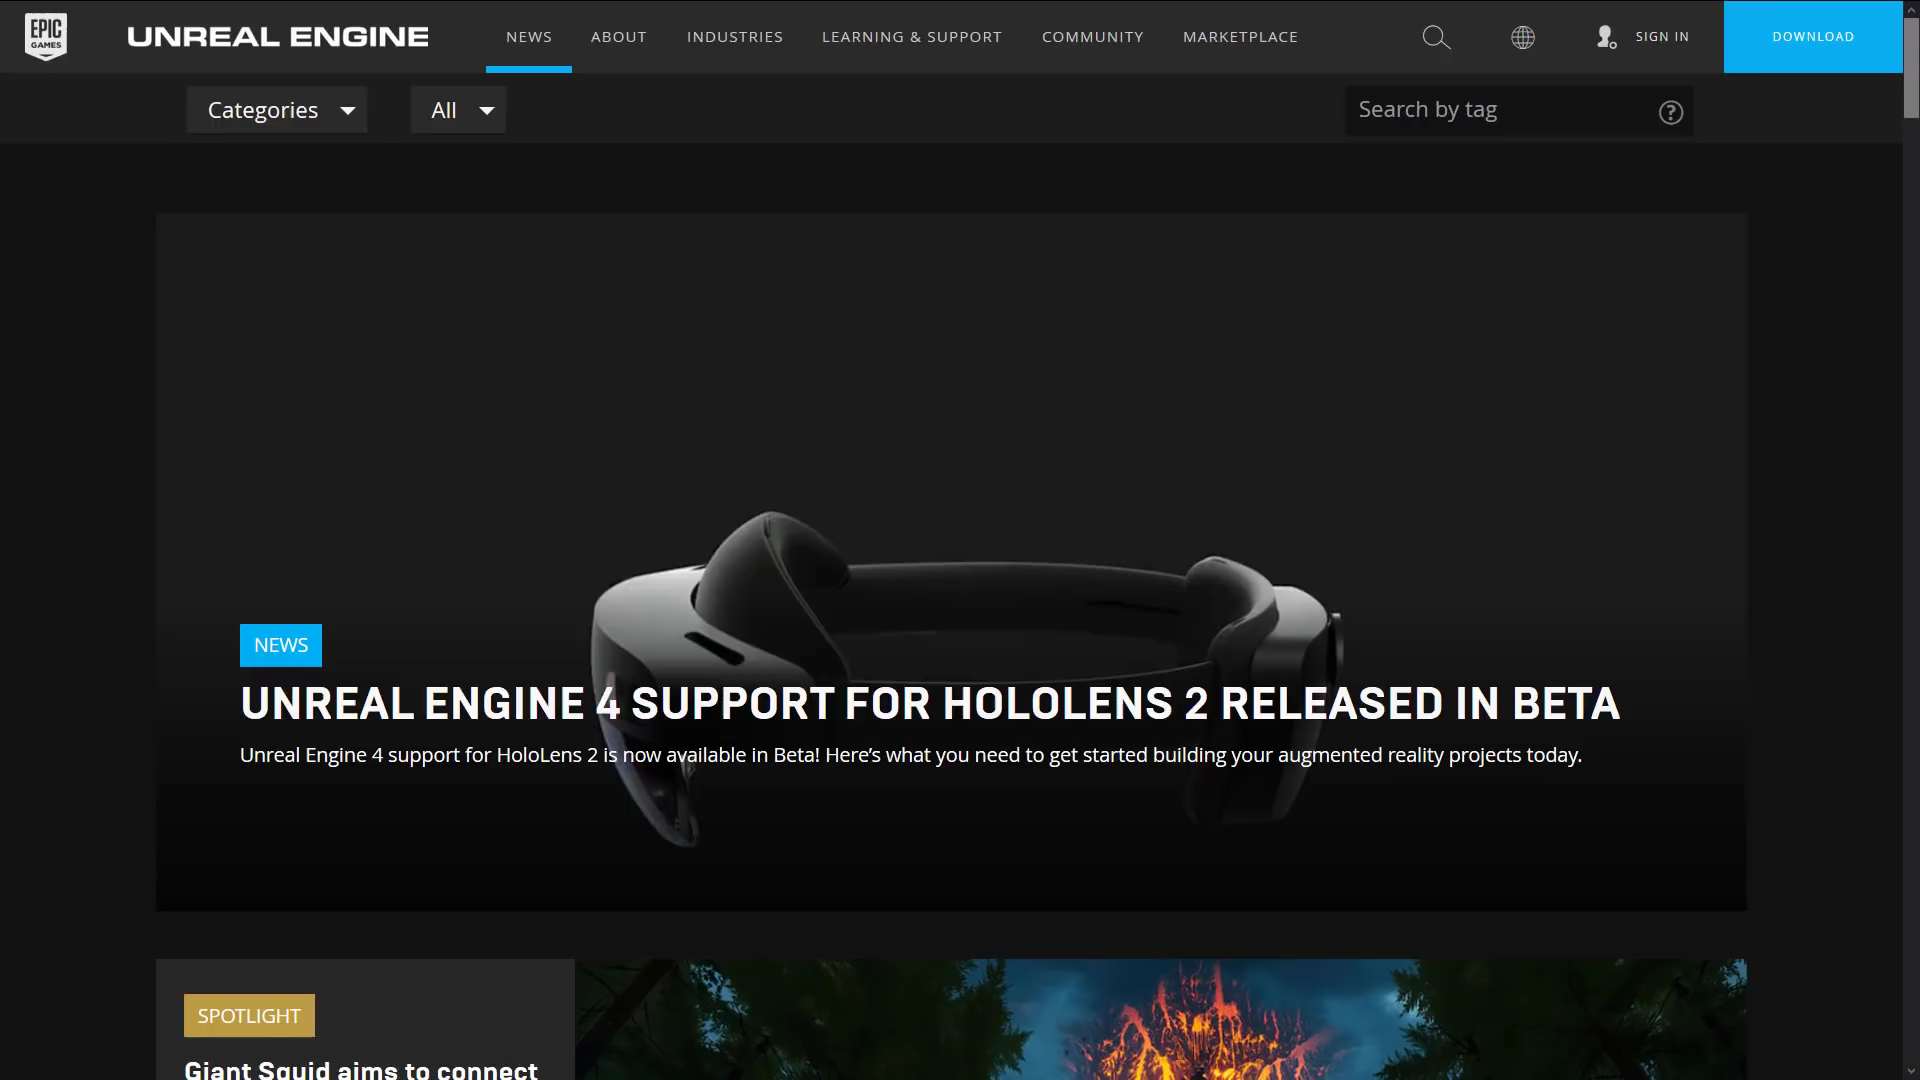 EPIC
GAMES
UNREAL ENGINE
NEWS
ABOUT
INDUSTRIES
LEARNING & SUPPORT
COMMUNITY
MARKETPLACE
SIGN IN
DOWNLOAD
Categories
All
Search by tag
?
NEWS
UNREAL ENGINE 4 SUPPORT FOR HOLOLENS 2 RELEASED IN BETA
Unreal Engine 4 support for HoloLens 2 is now available in Beta! Here’s what you need to get started building your augmented reality projects today.
SPOTLIGHT
Giant Squid aims to connect